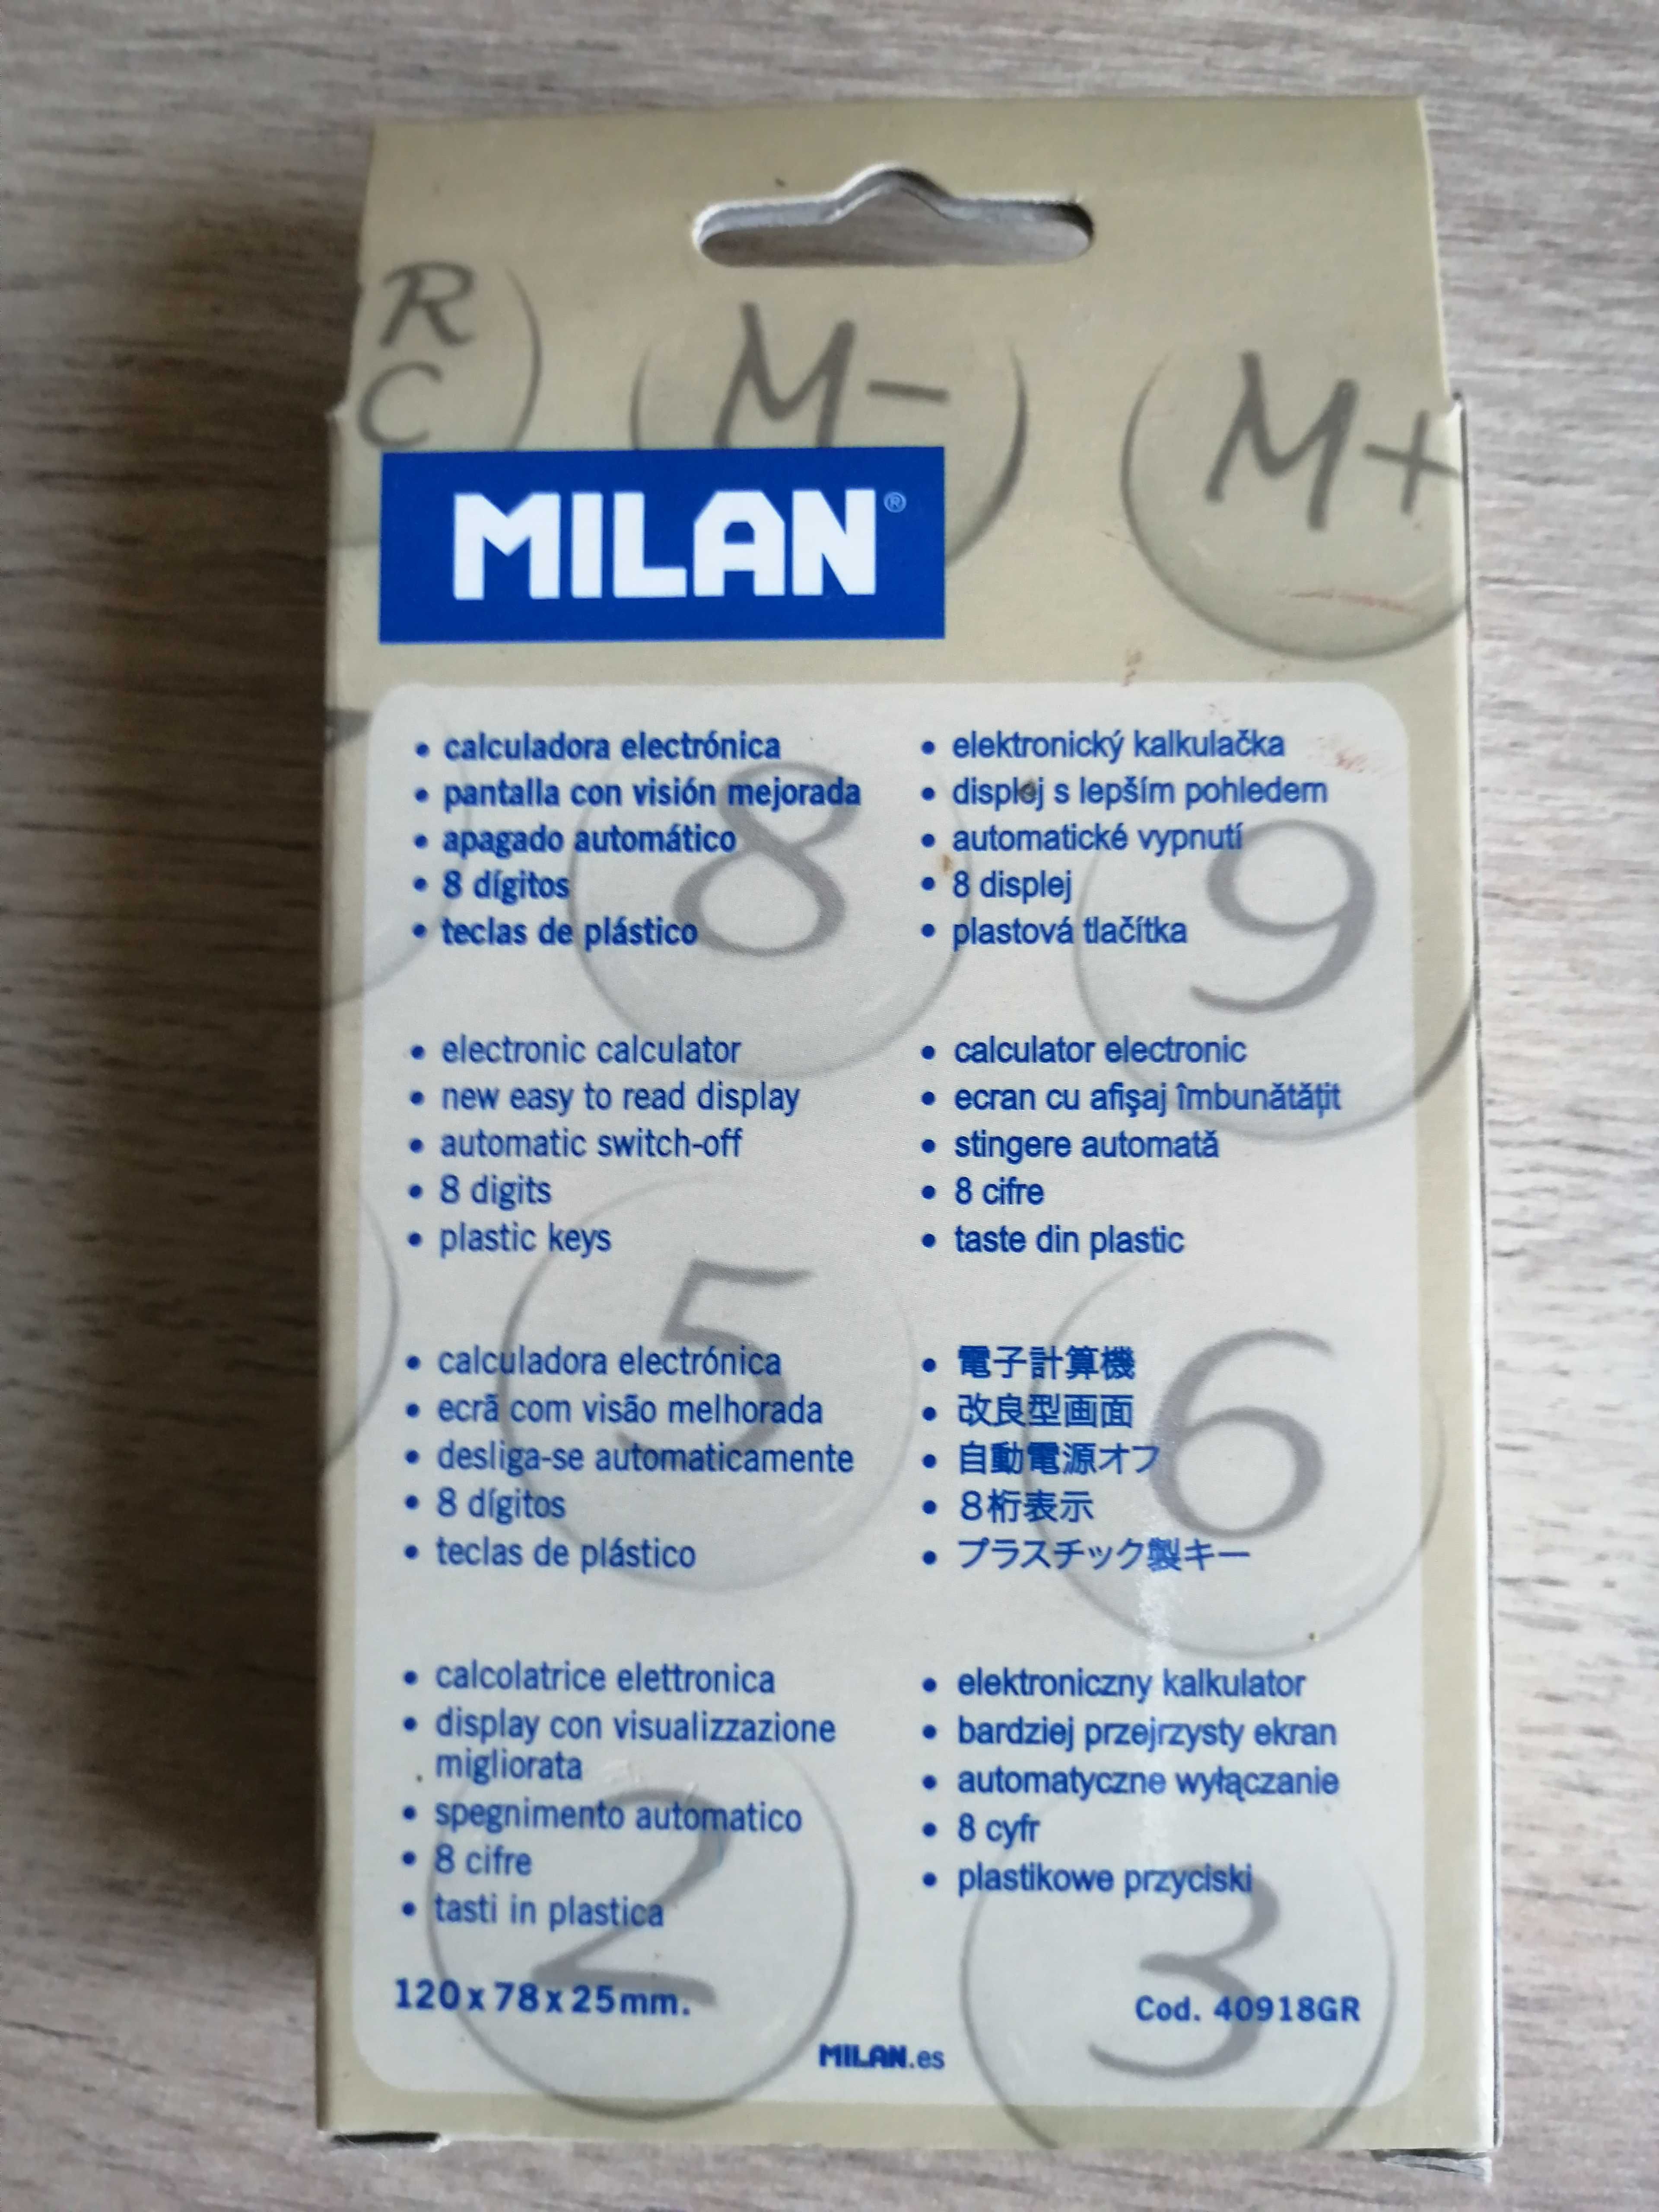 R
C
M-
M+
MILAN®
• calculadora electrónica
• pantalla con visión mejorada
• apagado automático
• 8 dígitos
• teclas de plástico
• elektronický kalkulačka
• displej s lepším pohledem
• automatické vypnutí
• 8 displej
• plastová tlačítka
8
9
• electronic calculator
• new easy to read display
• automatic switch-off
• 8 digits
• plastic keys
• calculator electronic
• ecran cu afişaj îmbunătăţit
• stingere automată
• 8 cifre
• taste din plastic
5
6
• calculadora electrónica
• ecrã com visão melhorada
• desliga-se automaticamente
• 8 dígitos
• teclas de plástico
• 電子計算機
• 改良型画面
• 自動電源オフ
• 8桁表示
• プラスチック製キー
• calcolatrice elettronica
• display con visualizzazione
migliorata
• spegnimento automatico
• 8 cifre
• tasti in plastica
• elektroniczny kalkulator
• bardziej przejrzysty ekran
• automatyczne wyłączanie
• 8 cyfr
• plastikowe przyciski
2
3
120 x 78 x 25 mm.
Cod. 40918GR
MILAN.es